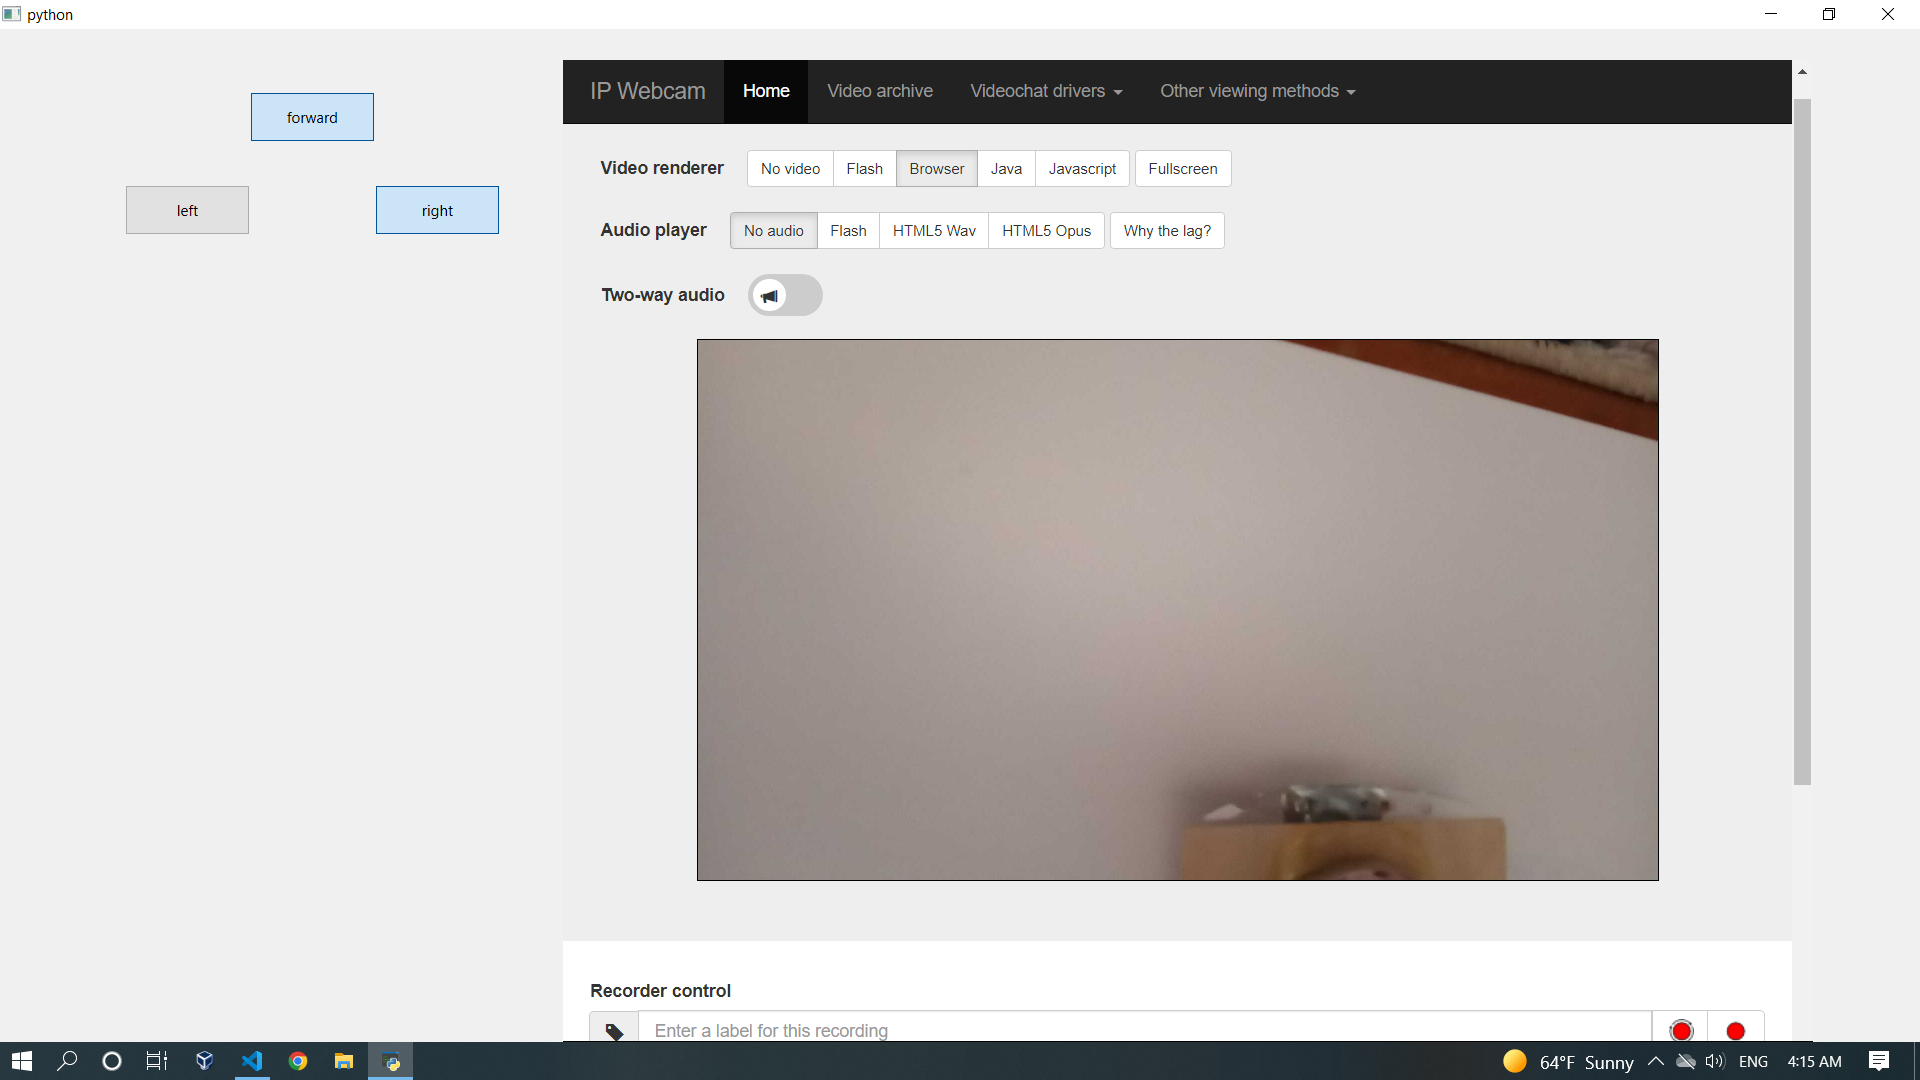 python
forward
left
right
IP Webcam Home Video archive Videochat drivers Other viewing methods
Video renderer No video Flash Browser Java Javascript Fullscreen
Audio player No audio Flash HTML5 Wav HTML5 Opus Why the lag?
Two-way audio
Recorder control
Enter a label for this recording
64°F Sunny ENG 4:15 AM